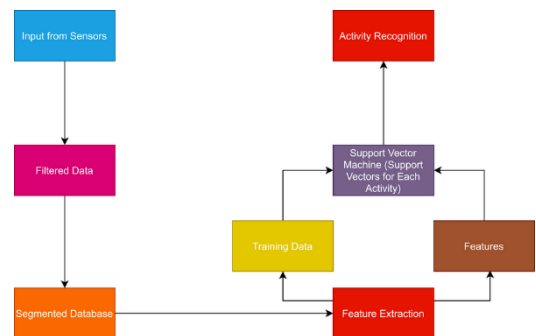 Input from Sensors
Activity Recognition
Filtered Data
Support Vector
Machine (Support
Vectors for Each
Activity)
Training Data
Features
Segmented Database
Feature Extraction